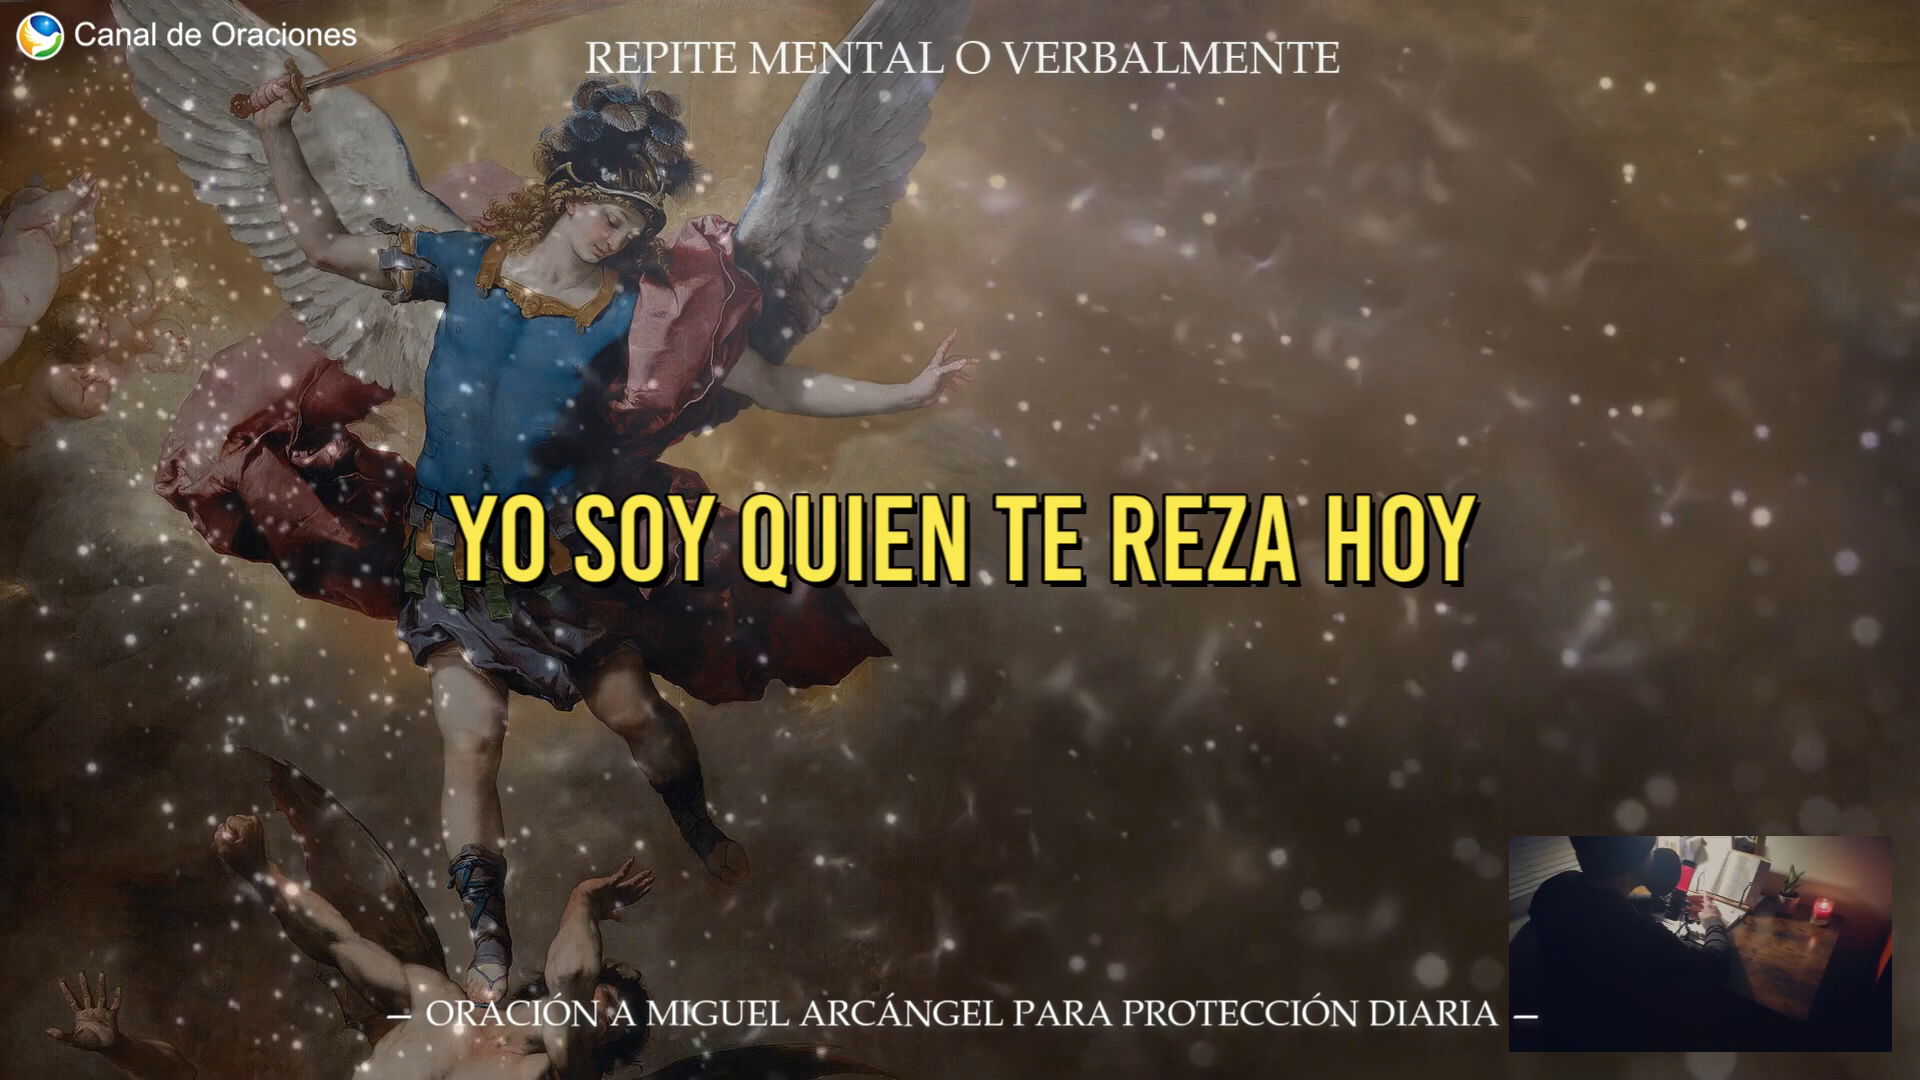 Canal de Oraciones
REPITE MENTAL O VERBALMENTE
YO SOY QUIEN TE REZA HOY
— ORACIÓN A MIGUEL ARCÁNGEL PARA PROTECCIÓN DIARIA —